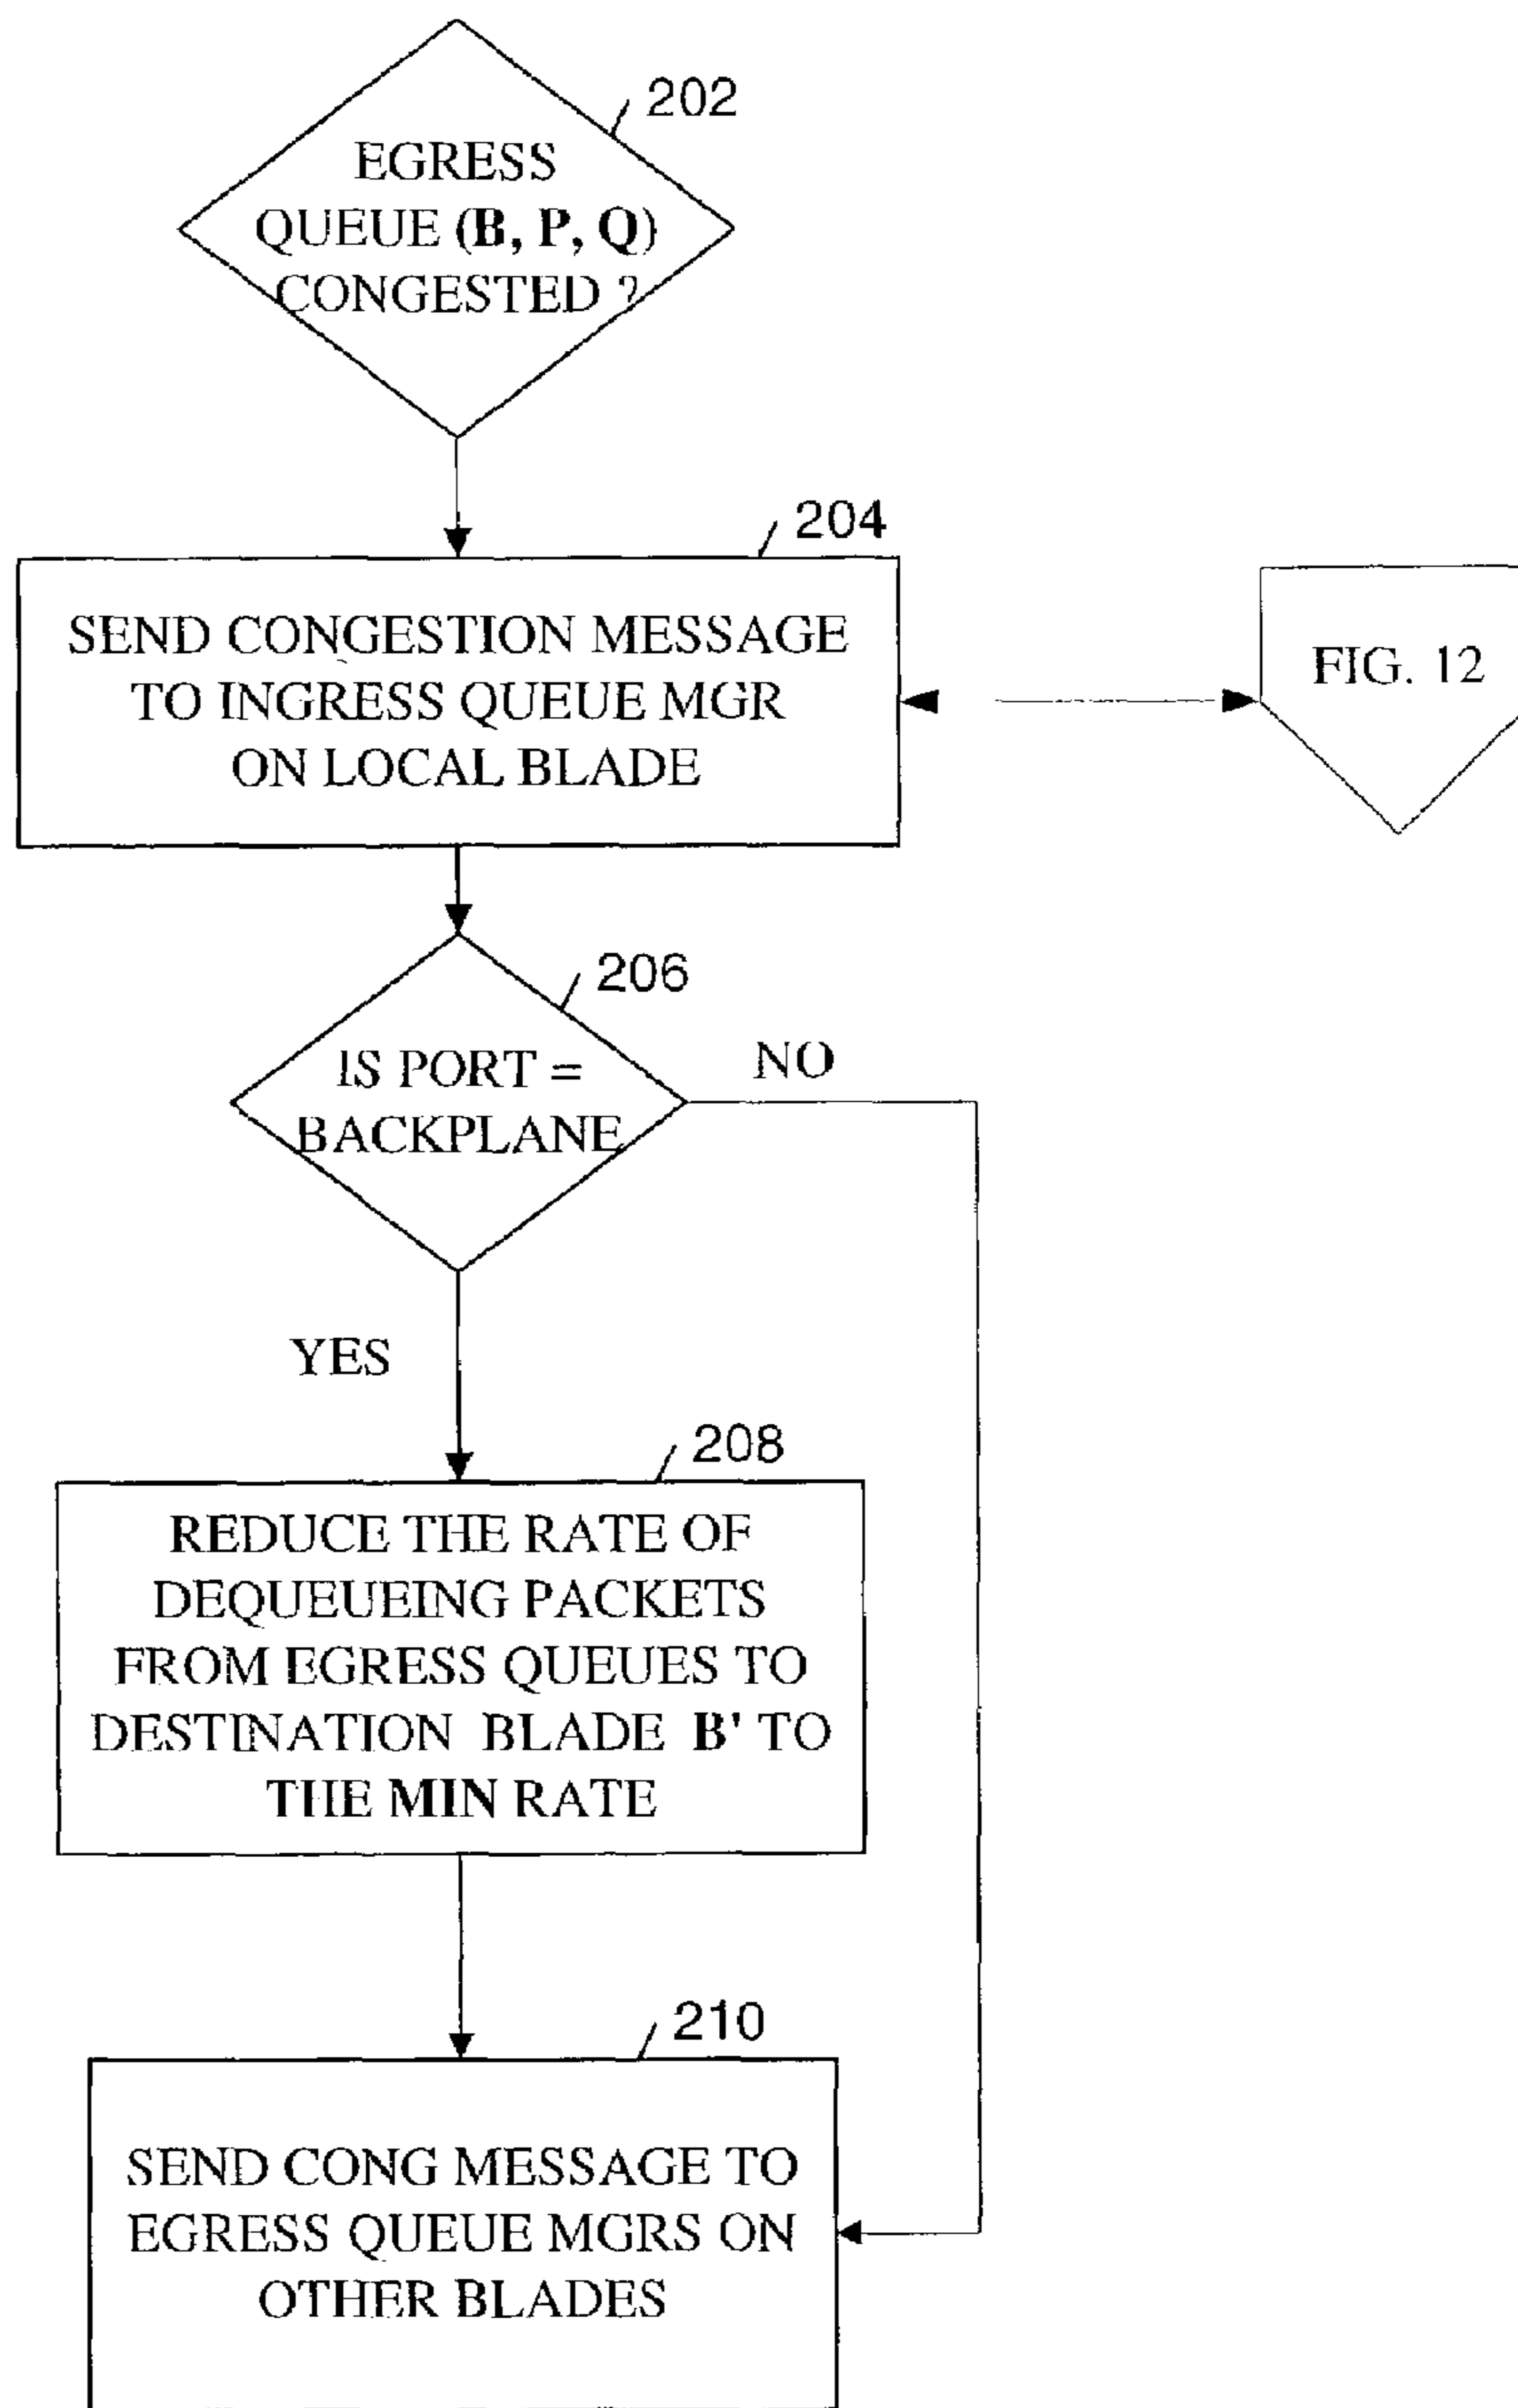 202
EGRESS
QUEUE (B, P, Q)
CONGESTED ?
204
SEND CONGESTION MESSAGE
TO INGRESS QUEUE MGR
ON LOCAL BLADE
FIG. 12
206
IS PORT =
BACKPLANE
NO
YES
208
REDUCE THE RATE OF
DEQUEUEING PACKETS
FROM EGRESS QUEUES TO
DESTINATION BLADE B' TO
THE MIN RATE
210
SEND CONG MESSAGE TO
EGRESS QUEUE MGRS ON
OTHER BLADES